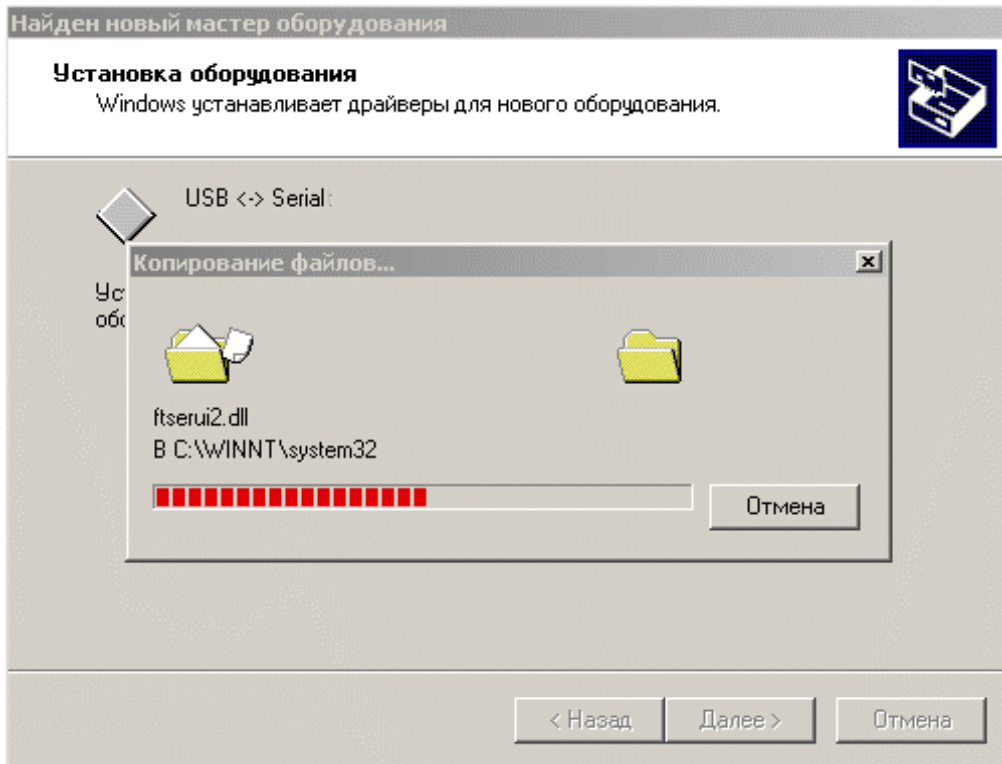 Найден новый мастер оборудования
Установка оборудования
Windows устанавливает драйверы для нового оборудования.
USB <-> Serial
Копирование файлов...
ftserui2.dll
В C:\WINNT\system32
Отмена
< Назад
Далее >
Отмена